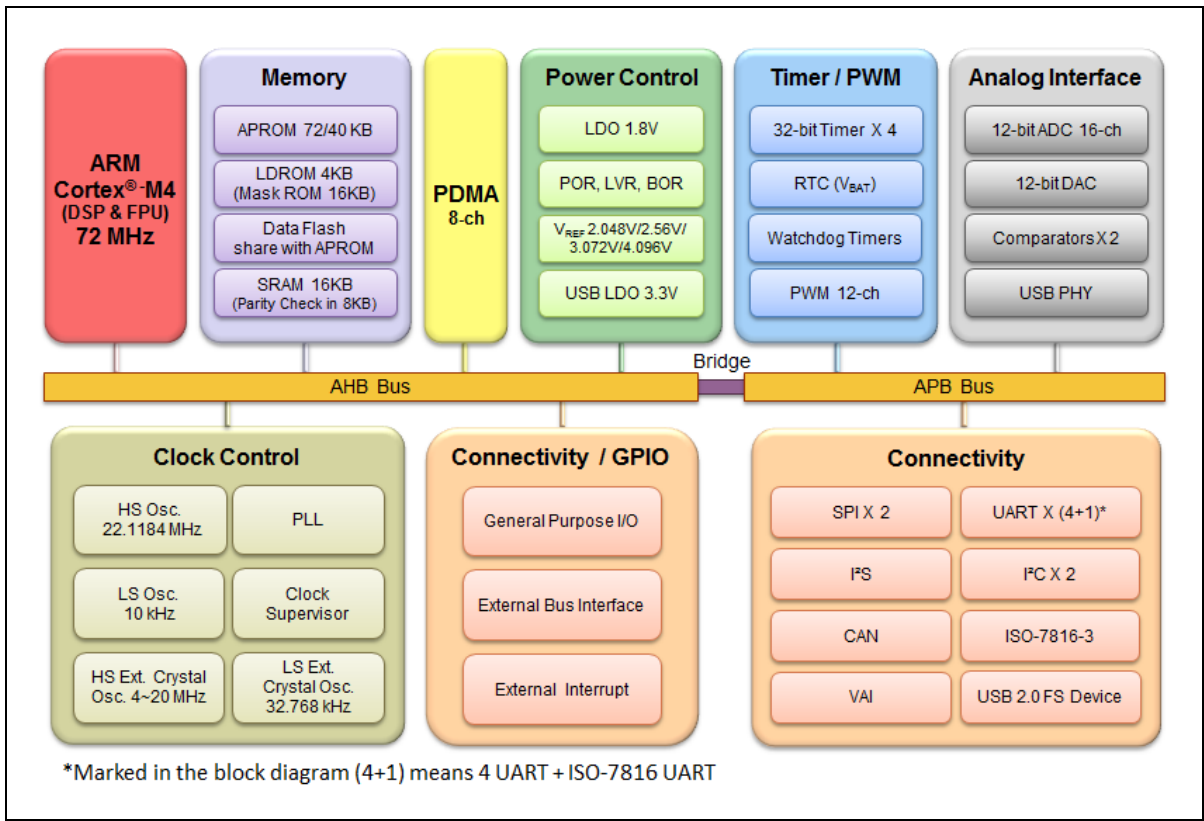 ARM
Cortex®-M4
(DSP & FPU)
72 MHz
Memory
APROM 72/40 KB
LDROM 4KB
(Mask ROM 16KB)
Data Flash
share with APROM
SRAM 16KB
(Parity Check in 8KB)
PDMA
8-ch
Power Control
LDO 1.8V
POR, LVR, BOR
VREF 2.048V/2.56V/
3.072V/4.096V
USB LDO 3.3V
Timer / PWM
32-bit Timer X 4
RTC (VBAT)
Watchdog Timers
PWM 12-ch
Analog Interface
12-bit ADC 16-ch
12-bit DAC
Comparators X 2
USB PHY
AHB Bus
Bridge
APB Bus
Clock Control
HS Osc.
22.1184 MHz
PLL
LS Osc.
10 kHz
Clock
Supervisor
HS Ext. Crystal
Osc. 4~20 MHz
LS Ext.
Crystal Osc.
32.768 kHz
Connectivity / GPIO
General Purpose I/O
External Bus Interface
External Interrupt
Connectivity
SPI X 2
UART X (4+1)*
I²S
I²C X 2
CAN
ISO-7816-3
VAI
USB 2.0 FS Device
*Marked in the block diagram (4+1) means 4 UART + ISO-7816 UART